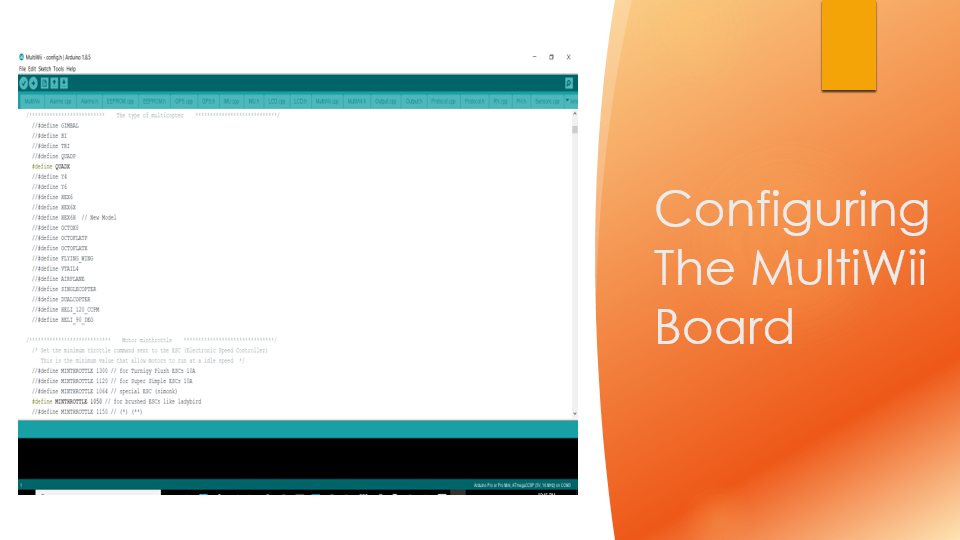 MultiWii - config.h | Arduino 1.8.5
File Edit Sketch Tools Help
MultiWii Alarms.cpp Alarms.h EEPROM.cpp EEPROM.h GPS.cpp GPS.h IMU.cpp IMU.h LCD.cpp LCD.h MultiWii.cpp MultiWii.h Output.cpp Output.h Protocol.cpp Protocol.h RX.cpp RX.h Sensors.cpp
/************************** The type of multicopter ****************************/
//#define GIMBAL
//#define BI
//#define TRI
//#define QUADP
#define QUADX
//#define Y4
//#define Y6
//#define HEX6
//#define HEX6X
//#define HEX6H // New Model
//#define OCTOX8
//#define OCTOFLATP
//#define OCTOFLATX
//#define FLYING_WING
//#define VTAIL4
//#define AIRPLANE
//#define SINGLECOPTER
//#define DUALCOPTER
//#define HELI_120_CCPM
//#define HELI_90_DEG
/**************************** Motor minthrottle *******************************/
/* Set the minimum throttle command sent to the ESC (Electronic Speed Controller)
This is the minimum value that allow motors to run at a idle speed */
//#define MINTHROTTLE 1300 // for Turnigy Plush ESCs 10A
//#define MINTHROTTLE 1120 // for Super Simple ESCs 10A
//#define MINTHROTTLE 1064 // special ESC (simonk)
#define MINTHROTTLE 1050 // for brushed ESCs like ladybird
//#define MINTHROTTLE 1150 // (*) (**)
1
Arduino Pro or Pro Mini, ATmega328P (5V, 16 MHz) on COM3
Configuring
The MultiWii
Board